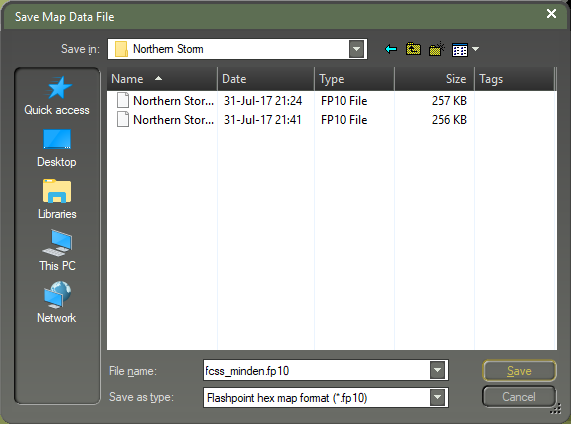 Save Map Data File
Save in: Northern Storm
Name Date Type Size Tags
Northern Stor... 31-Jul-17 21:24 FP10 File 257 KB
Northern Stor... 31-Jul-17 21:41 FP10 File 256 KB
Quick access
Desktop
Libraries
This PC
Network
File name: fcss_minden.fp10 Save
Save as type: Flashpoint hex map format (*.fp10) Cancel